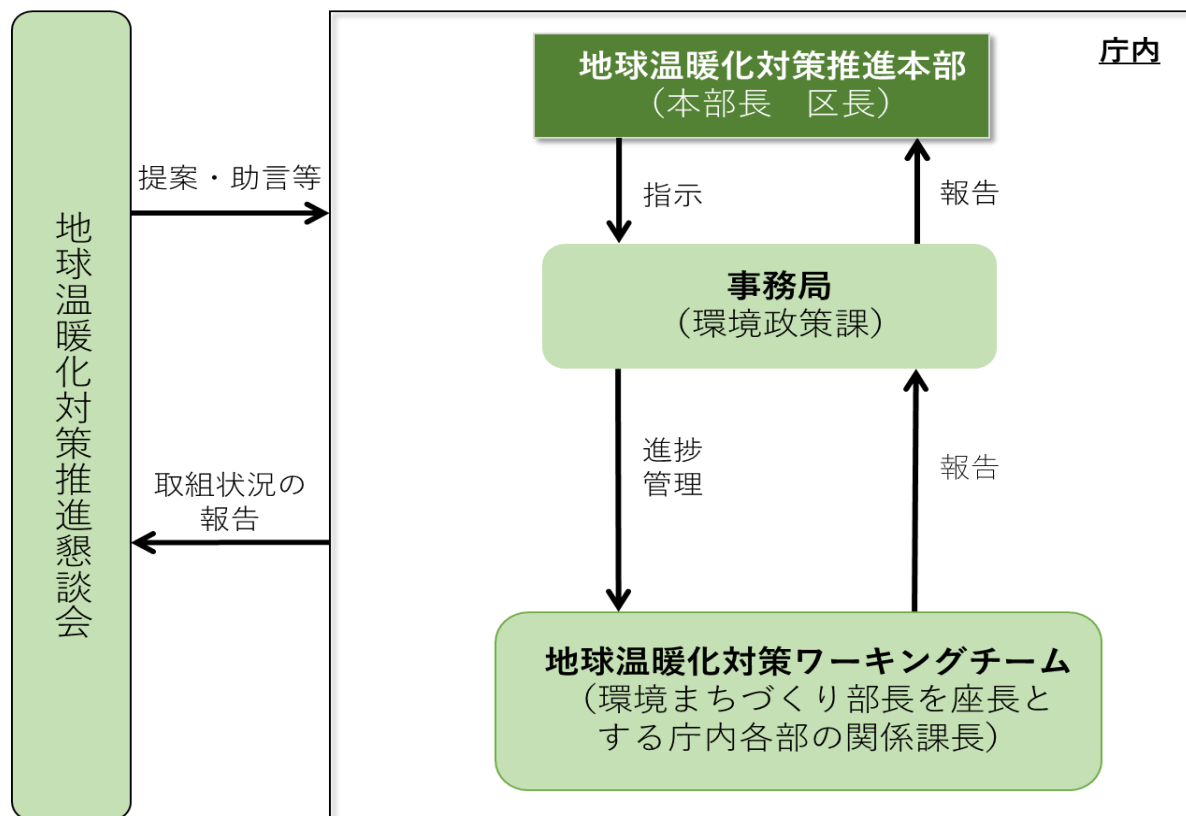 地球温暖化対策推進懇談会
提案・助言等
取組状況の
報告
庁内
地球温暖化対策推進本部
（本部長　区長）
指示
報告
事務局
（環境政策課）
進捗
管理
報告
地球温暖化対策ワーキングチーム
（環境まちづくり部長を座長と
する庁内各部の関係課長）